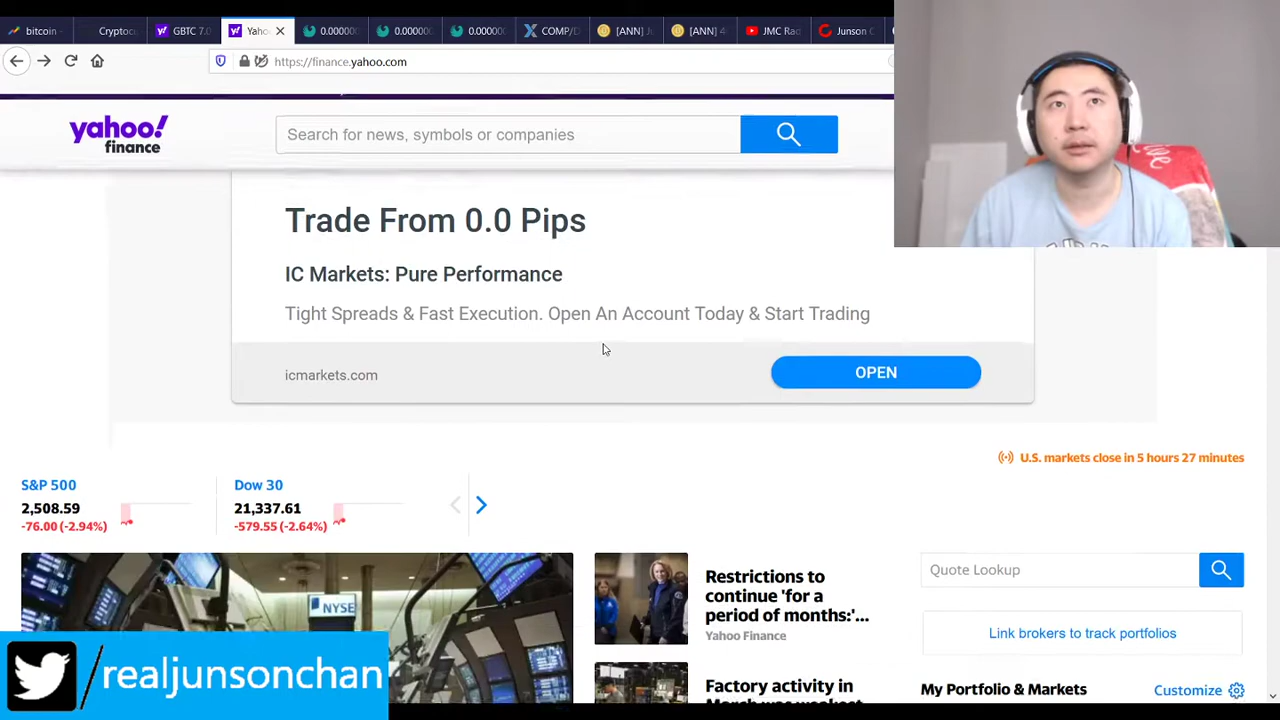 bitcoin
Cryptocu
GBTC 7.0
Yaho
0.000000
0.00000
0.00000
COMP/D
[ANN] J
[ANN] 4
JMC Rad
Junson C
https://finance.yahoo.com
yahoo!
finance
Search for news, symbols or companies
Trade From 0.0 Pips
IC Markets: Pure Performance
Tight Spreads & Fast Execution. Open An Account Today & Start Trading
icmarkets.com
OPEN
U.S. markets close in 5 hours 27 minutes
S&P 500
2,508.59
-76.00 (-2.94%)
Dow 30
21,337.61
-579.55 (-2.64%)
NYSE
Restrictions to
continue 'for a
period of months:'...
Yahoo Finance
Factory activity in
Quote Lookup
Link brokers to track portfolios
My Portfolio & Markets
Customize
/realjunsonchan